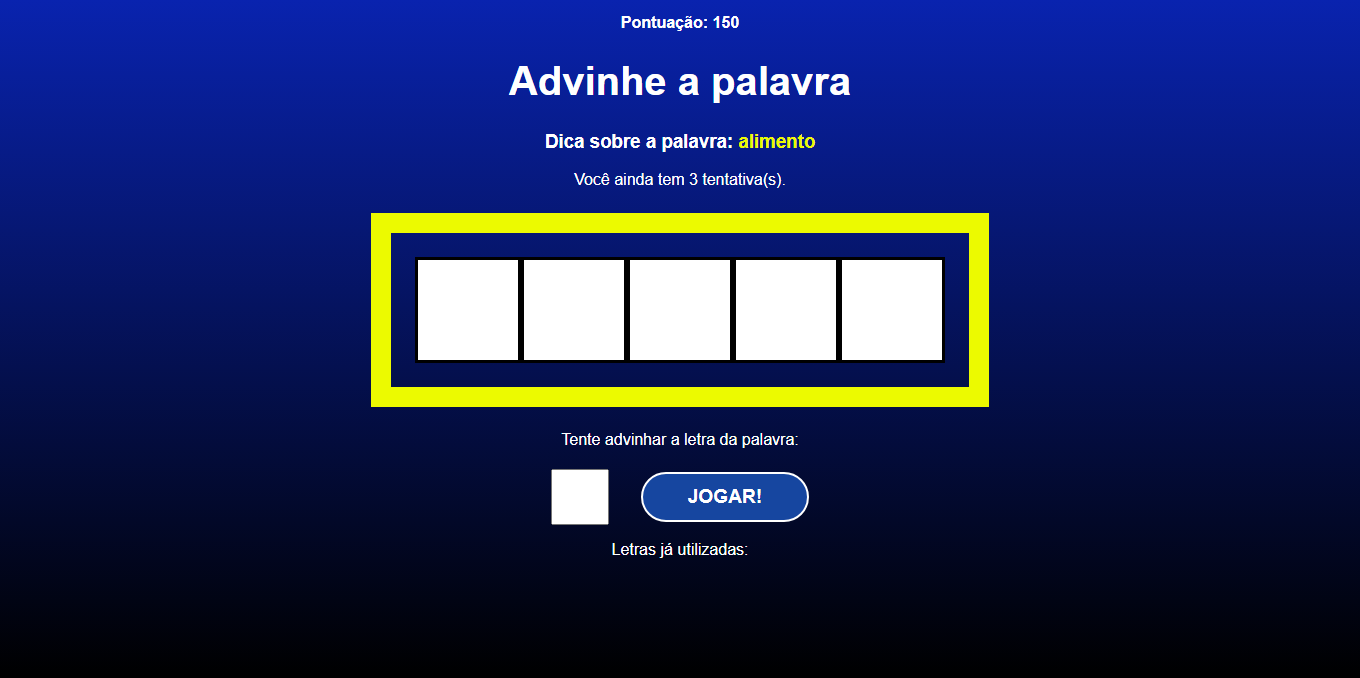 Pontuação: 150
Advinhe a palavra
Dica sobre a palavra: alimento
Você ainda tem 3 tentativa(s).
Tente advinhar a letra da palavra:
JOGAR!
Letras já utilizadas: